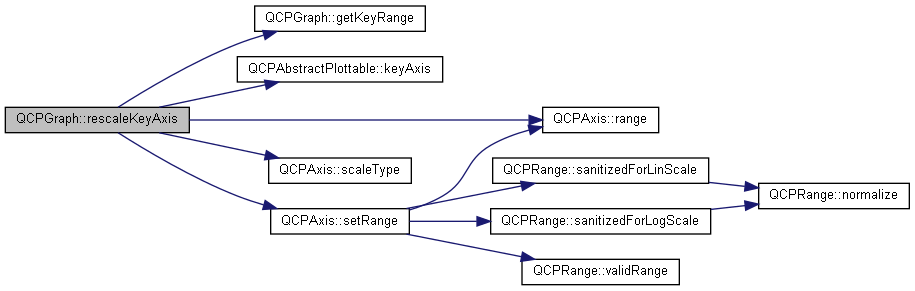 QCPGraph::getKeyRange
QCPAbstractPlottable::keyAxis
QCPGraph::rescaleKeyAxis
QCPAxis::range
QCPAxis::scaleType
QCPRange::sanitizedForLinScale
QCPRange::normalize
QCPAxis::setRange
QCPRange::sanitizedForLogScale
QCPRange::validRange